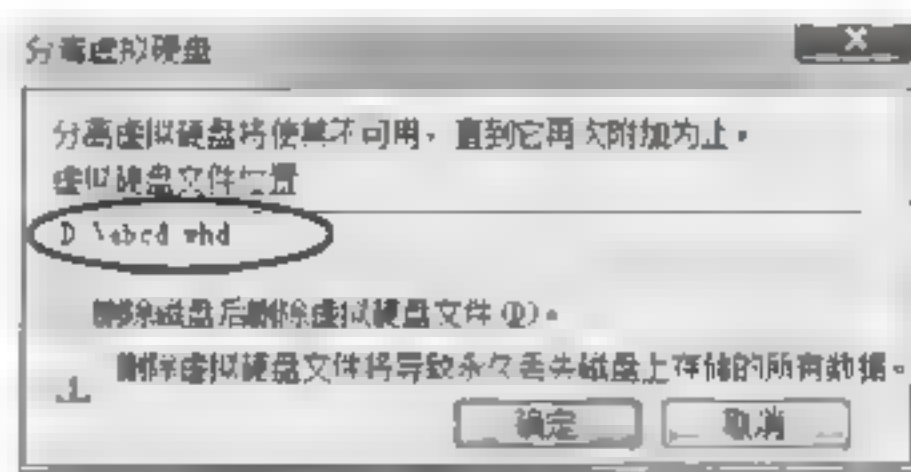 分离虚拟硬盘
分离虚拟硬盘将使其不可用，直到它再次附加为止。
虚拟硬盘文件位置
D \abcd vhd
删除磁盘后删除虚拟硬盘文件(D)。
删除虚拟硬盘文件将导致永久丢失磁盘上存储的所有数据。
确定 取消